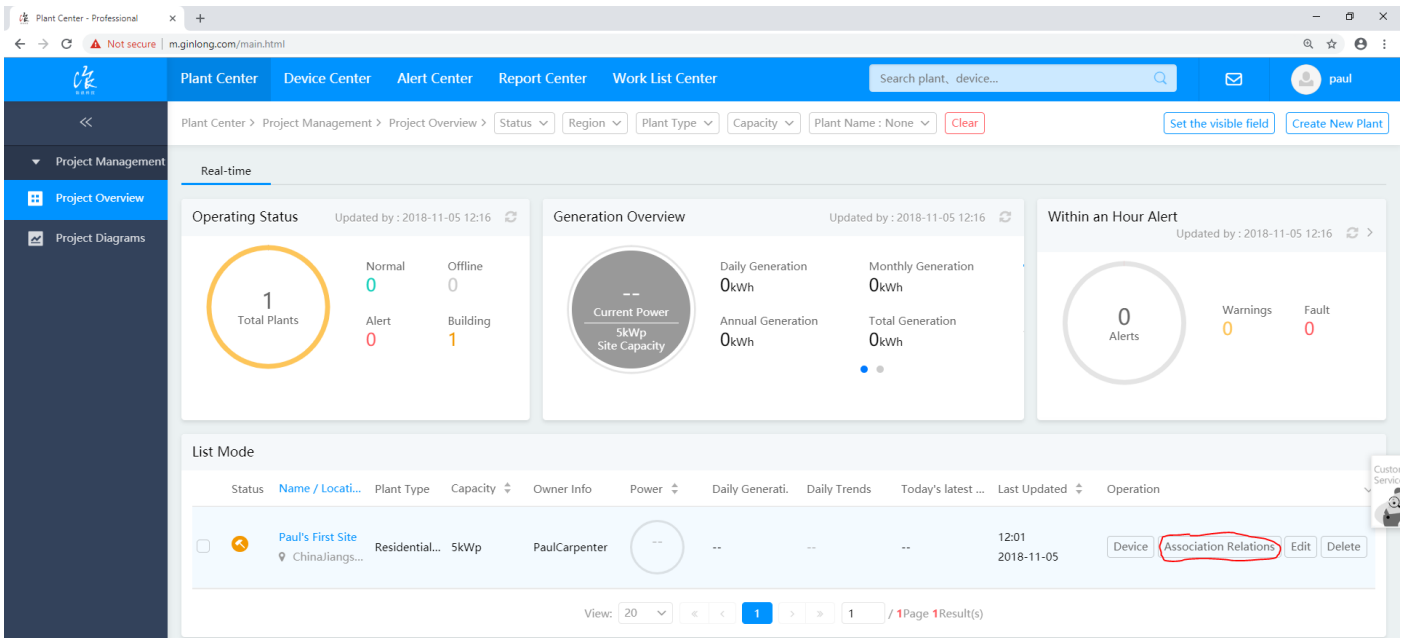 Plant Center - Professional
Not secure | m.ginlong.com/main.html
Plant Center Device Center Alert Center Report Center Work List Center Search plant、device... paul
Plant Center > Project Management > Project Overview > Status Region Plant Type Capacity Plant Name : None Clear Set the visible field Create New Plant
Project Management
Project Overview
Project Diagrams
Real-time
Operating Status Updated by : 2018-11-05 12:16
1
Total Plants
Normal Offline
0 0
Alert Building
0 1
Generation Overview Updated by : 2018-11-05 12:16
--
Current Power
5kWp
Site Capacity
Daily Generation Monthly Generation
0kWh 0kWh
Annual Generation Total Generation
0kWh 0kWh
Within an Hour Alert
Updated by : 2018-11-05 12:16
0
Alerts
Warnings Fault
0 0
List Mode
Status Name / Locati... Plant Type Capacity Owner Info Power Daily Generati. Daily Trends Today's latest ... Last Updated Operation
Paul's First Site
ChinaJiangs...
Residential... 5kWp PaulCarpenter -- -- -- --
12:01
2018-11-05
Device Association Relations Edit Delete
View: 20 « < 1 > » 1 / 1Page 1Result(s)
Custom
Service